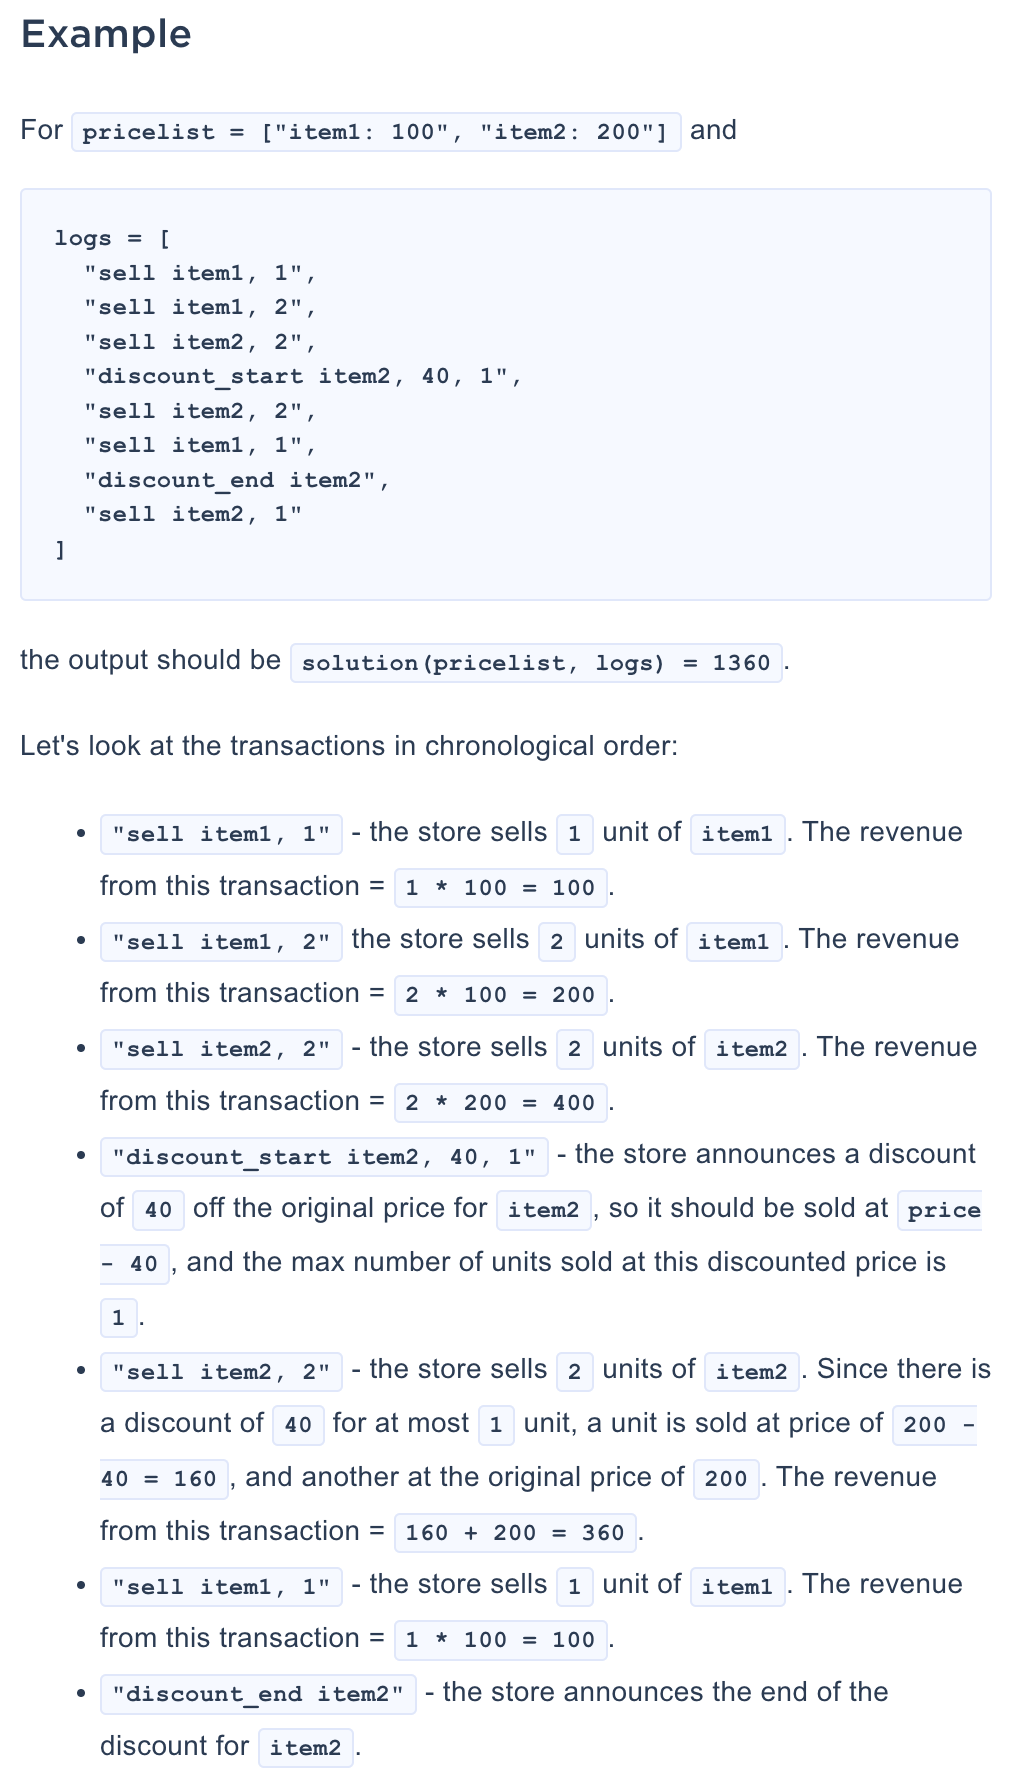 Example
For pricelist = ["item1: 100", "item2: 200"] and
logs = [
  "sell item1, 1",
  "sell item1, 2",
  "sell item2, 2",
  "discount_start item2, 40, 1",
  "sell item2, 2",
  "sell item1, 1",
  "discount_end item2",
  "sell item2, 1"
]
the output should be solution(pricelist, logs) = 1360.
Let's look at the transactions in chronological order:
• "sell item1, 1" - the store sells 1 unit of item1. The revenue
from this transaction = 1 * 100 = 100.
• "sell item1, 2" the store sells 2 units of item1. The revenue
from this transaction = 2 * 100 = 200.
• "sell item2, 2" - the store sells 2 units of item2. The revenue
from this transaction = 2 * 200 = 400.
• "discount_start item2, 40, 1" - the store announces a discount
of 40 off the original price for item2, so it should be sold at price
- 40, and the max number of units sold at this discounted price is
1.
• "sell item2, 2" - the store sells 2 units of item2. Since there is
a discount of 40 for at most 1 unit, a unit is sold at price of 200 -
40 = 160, and another at the original price of 200. The revenue
from this transaction = 160 + 200 = 360.
• "sell item1, 1" - the store sells 1 unit of item1. The revenue
from this transaction = 1 * 100 = 100.
• "discount_end item2" - the store announces the end of the
discount for item2.